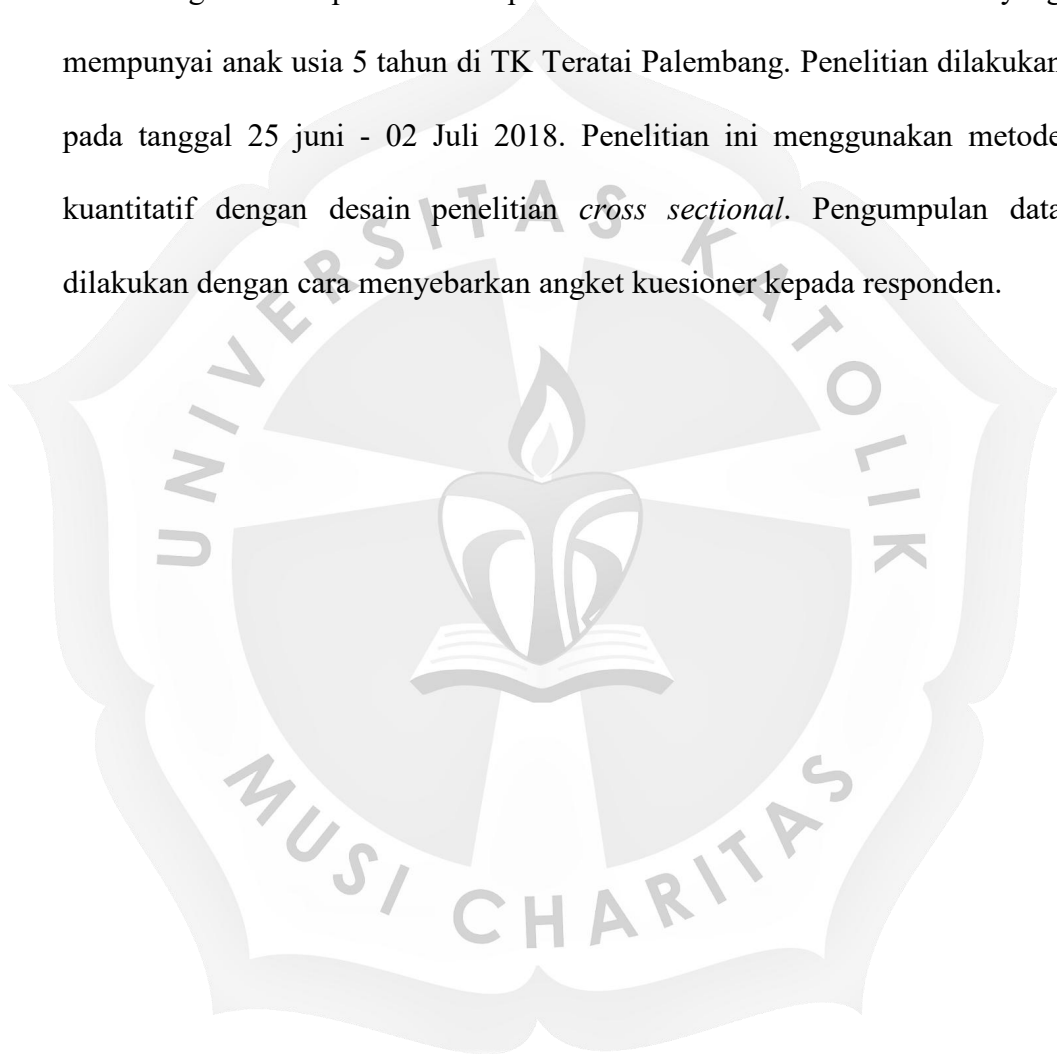 mempunyai anak usia 5 tahun di TK Teratai Palembang. Penelitian dilakukan
pada tanggal 25 juni - 02 Juli 2018. Penelitian ini menggunakan metode
kuantitatif dengan desain penelitian cross sectional. Pengumpulan data
dilakukan dengan cara menyebarkan angket kuesioner kepada responden.
UNIVERSITAS KATOLIK
MUSI CHARITAS